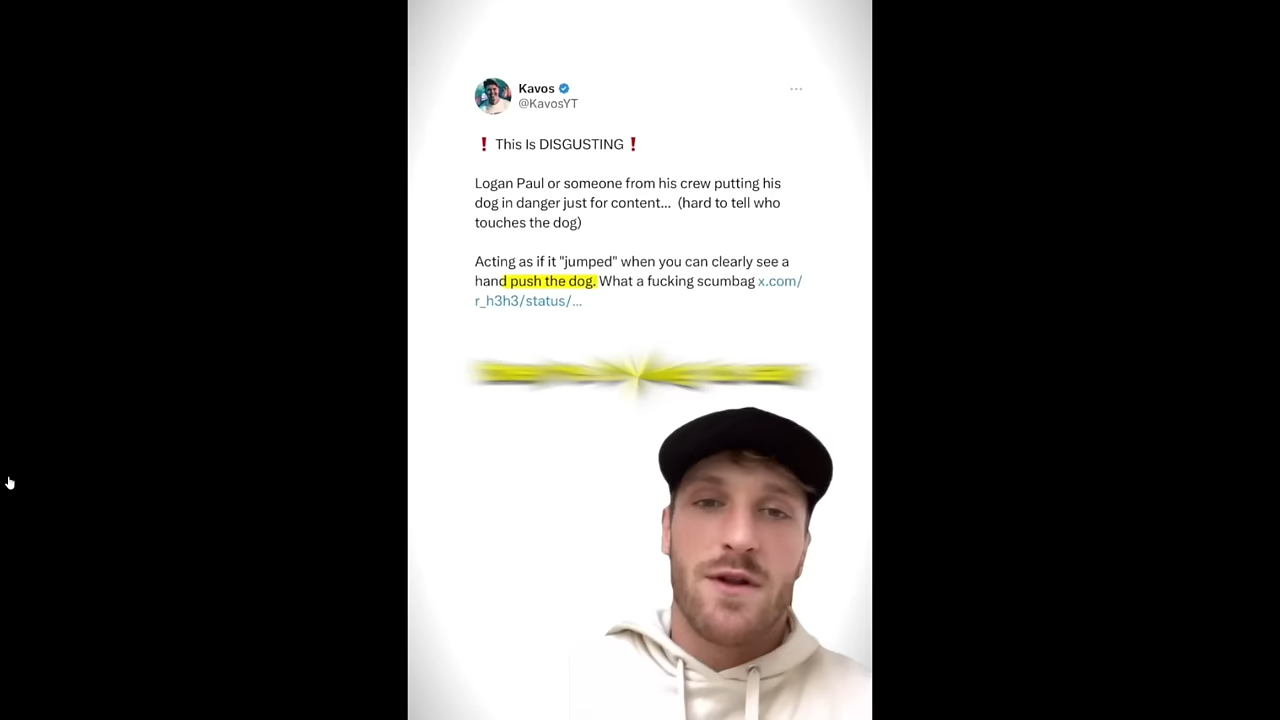 Kavos
@KavosYT
❗ This Is DISGUSTING ❗
Logan Paul or someone from his crew putting his
dog in danger just for content... (hard to tell who
touches the dog)
Acting as if it "jumped" when you can clearly see a
hand push the dog. What a fucking scumbag x.com/
r_h3h3/status/...